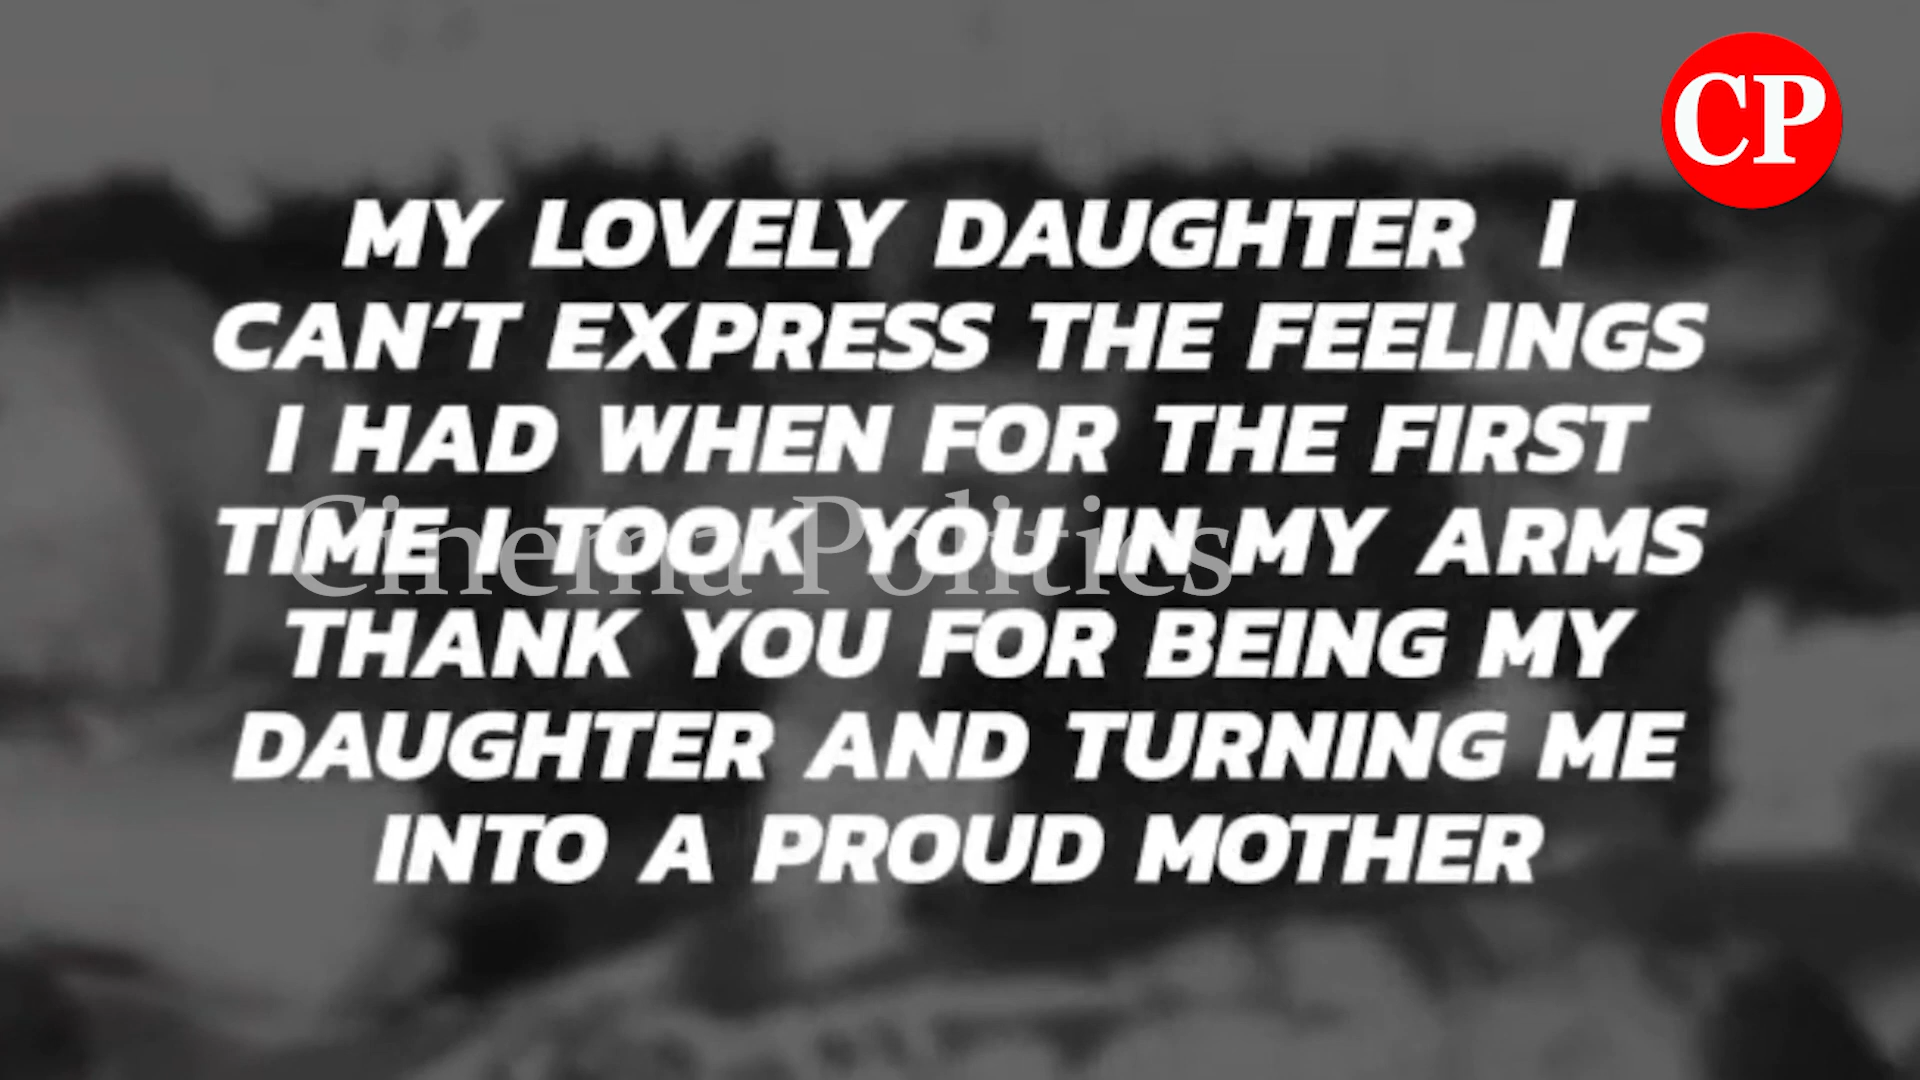 CP
MY LOVELY DAUGHTER I
CAN'T EXPRESS THE FEELINGS
I HAD WHEN FOR THE FIRST
TIME I TOOK YOU IN MY ARMS
Cinema Politics
THANK YOU FOR BEING MY
DAUGHTER AND TURNING ME
INTO A PROUD MOTHER